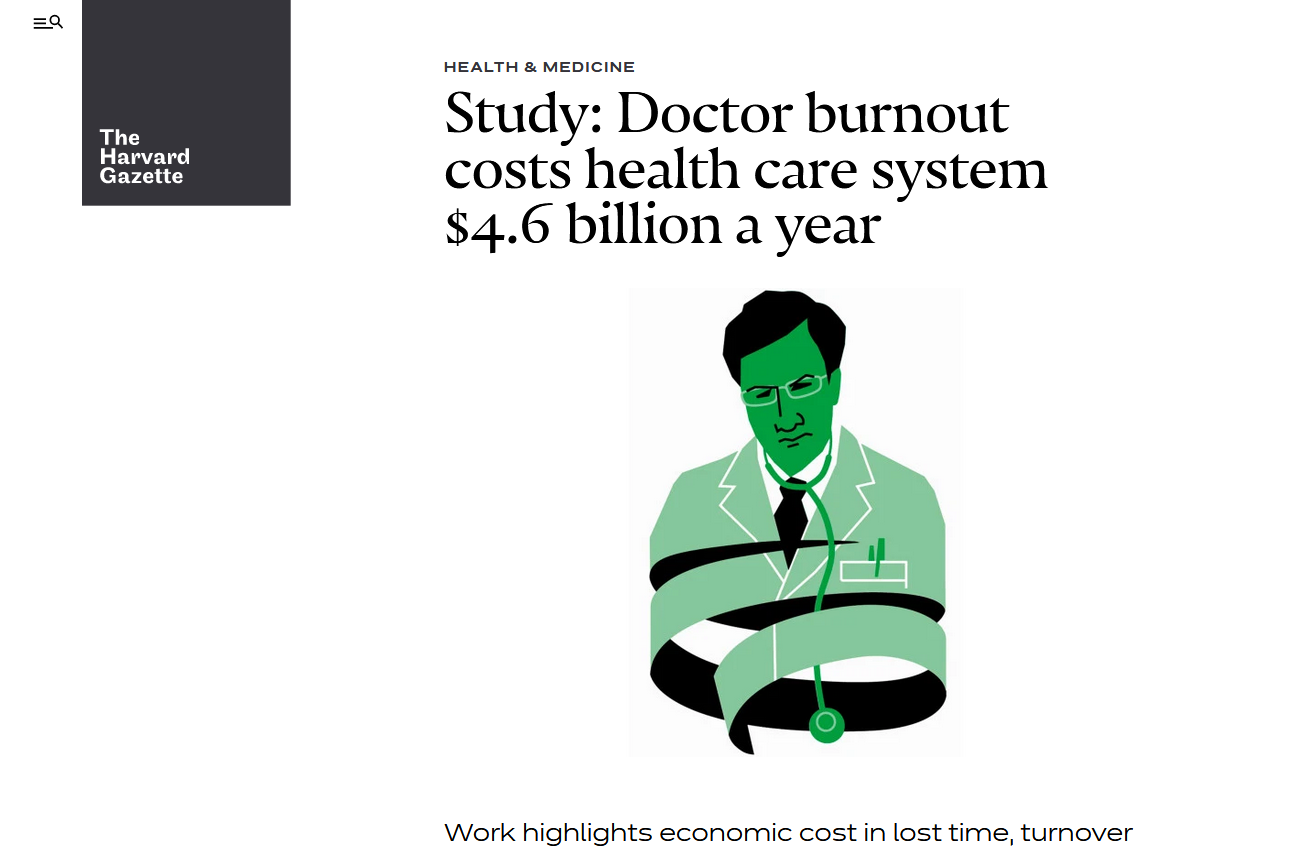 The
Harvard
Gazette
HEALTH & MEDICINE
Study: Doctor burnout
costs health care system
$4.6 billion a year
Work highlights economic cost in lost time, turnover